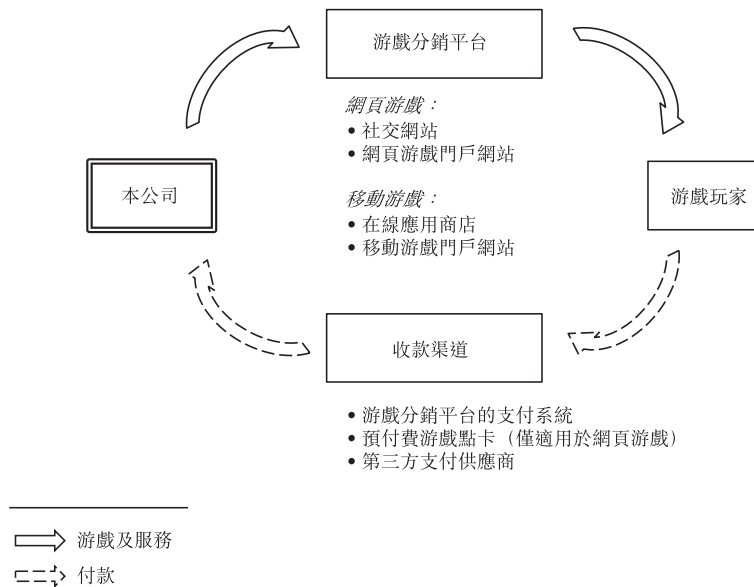 游戲分銷平台
網頁游戲：
• 社交網站
• 網頁游戲門戶網站
本公司
游戲玩家
移動游戲：
• 在線應用商店
• 移動游戲門戶網站
收款渠道
• 游戲分銷平台的支付系統
• 預付費游戲點卡（僅適用於網頁游戲）
• 第三方支付供應商
游戲及服務
付款